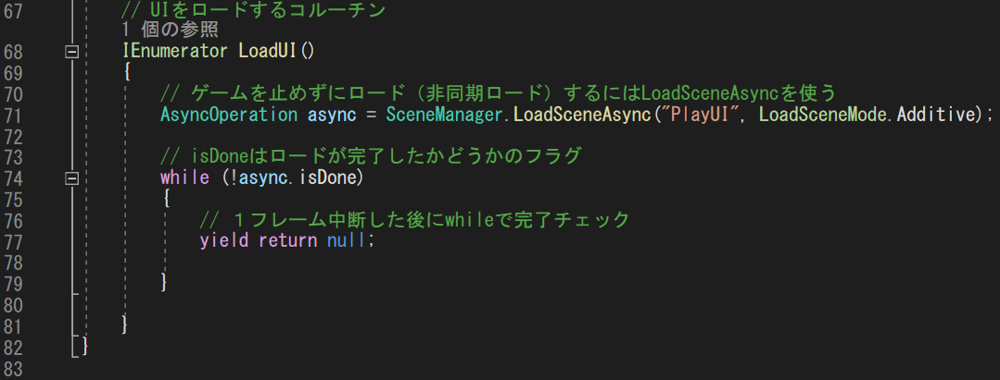 67 // UIをロードするコルーチン
1 個の参照
68 IEnumerator LoadUI()
69 {
70 // ゲームを止めずにロード（非同期ロード）するにはLoadSceneAsyncを使う
71 AsyncOperation async = SceneManager.LoadSceneAsync("PlayUI", LoadSceneMode.Additive);
72
73 // isDoneはロードが完了したかどうかのフラグ
74 while (!async.isDone)
75 {
76 // １フレーム中断した後にwhileで完了チェック
77 yield return null;
78
79 }
80
81 }
82 }
83